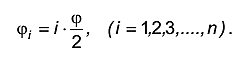 φᵢ = i · φ/2, (i = 1,2,3,....,n).